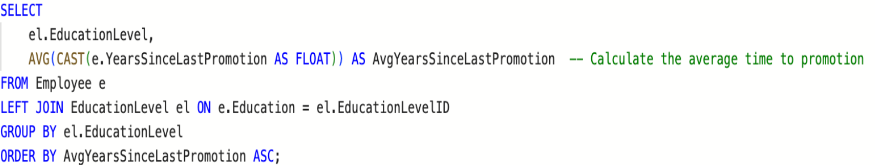 SELECT
el.EducationLevel,
AVG(CAST(e.YearsSinceLastPromotion AS FLOAT)) AS AvgYearsSinceLastPromotion -- Calculate the average time to promotion
FROM Employee e
LEFT JOIN EducationLevel el ON e.Education = el.EducationLevelID
GROUP BY el.EducationLevel
ORDER BY AvgYearsSinceLastPromotion ASC;